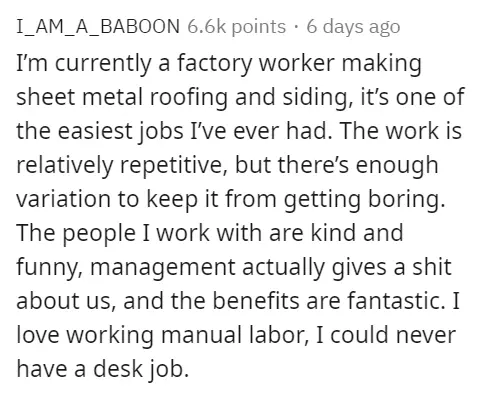 I_AM_A_BABOON 6.6k points · 6 days ago
I’m currently a factory worker making
sheet metal roofing and siding, it’s one of
the easiest jobs I’ve ever had. The work is
relatively repetitive, but there’s enough
variation to keep it from getting boring.
The people I work with are kind and
funny, management actually gives a shit
about us, and the benefits are fantastic. I
love working manual labor, I could never
have a desk job.